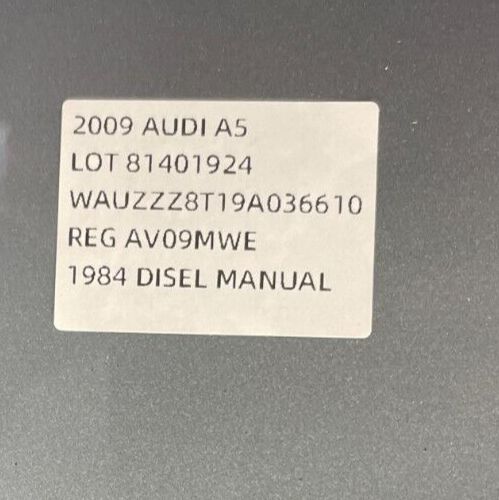 2009 AUDI A5
LOT 81401924
WAUZZZ8T19A036610
REG AV09MWE
1984 DISEL MANUAL